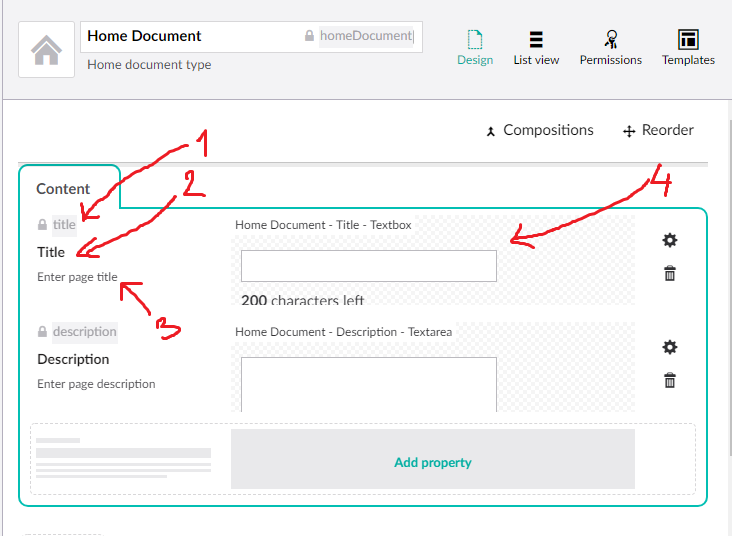 Home Document homeDocument
Home document type
Design List view Permissions Templates
Compositions Reorder
1
2
4
Content
title Home Document - Title - Textbox
Title
Enter page title
200 characters left
3
description Home Document - Description - Textarea
Description
Enter page description
Add property